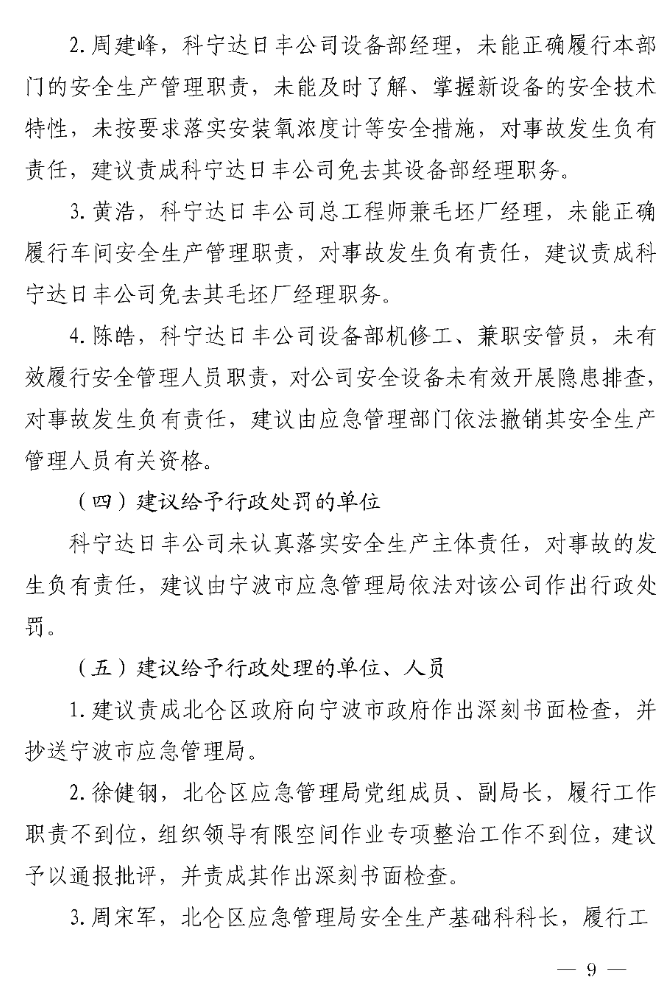 2.周建峰，科宁达日丰公司设备部经理，未能正确履行本部
门的安全生产管理职责，未能及时了解、掌握新设备的安全技术
特性，未按要求落实安装氧浓度计等安全措施，对事故发生负有
责任，建议责成科宁达日丰公司免去其设备部经理职务。
3.黄浩，科宁达日丰公司总工程师兼毛坯厂经理，未能正确
履行车间安全生产管理职责，对事故发生负有责任，建议责成科
宁达日丰公司免去其毛坯厂经理职务。
4.陈皓，科宁达日丰公司设备部机修工、兼职安管员，未有
效履行安全管理人员职责，对公司安全设备未有效开展隐患排查，
对事故发生负有责任，建议由应急管理部门依法撤销其安全生产
管理人员有关资格。
（四）建议给予行政处罚的单位
科宁达日丰公司未认真落实安全生产主体责任，对事故的发
生负有责任，建议由宁波市应急管理局依法对该公司作出行政处
罚。
（五）建议给予行政处理的单位、人员
1.建议责成北仑区政府向宁波市政府作出深刻书面检查，并
抄送宁波市应急管理局。
2.徐健钢，北仑区应急管理局党组成员、副局长，履行工作
职责不到位，组织领导有限空间作业专项整治工作不到位，建议
予以通报批评，并责成其作出深刻书面检查。
3.周宋军，北仑区应急管理局安全生产基础科科长，履行工
— 9 —